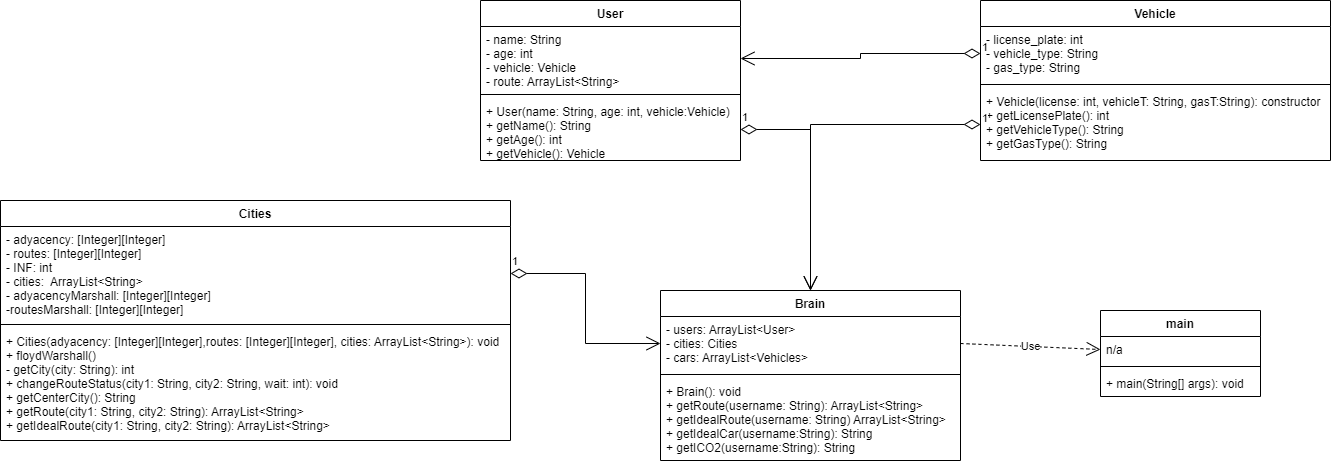 User
- name: String
- age: int
- vehicle: Vehicle
- route: ArrayList<String>
+ User(name: String, age: int, vehicle:Vehicle)
+ getName(): String
+ getAge(): int
+ getVehicle(): Vehicle
1
Vehicle
- license_plate: int
- vehicle_type: String
- gas_type: String
1
+ Vehicle(license: int, vehicleT: String, gasT:String): constructor
+ getLicensePlate(): int
+ getVehicleType(): String
+ getGasType(): String
1
Cities
- adyacency: [Integer][Integer]
- routes: [Integer][Integer]
- INF: int
- cities:  ArrayList<String>
- adyacencyMarshall: [Integer][Integer]
-routesMarshall: [Integer][Integer]
+ Cities(adyacency: [Integer][Integer],routes: [Integer][Integer], cities: ArrayList<String>): void
+ floydWarshall()
- getCity(city: String): int
+ changeRouteStatus(city1: String, city2: String, wait: int): void
+ getCenterCity(): String
+ getRoute(city1: String, city2: String): ArrayList<String>
+ getIdealRoute(city1: String, city2: String): ArrayList<String>
1
Brain
- users: ArrayList<User>
- cities: Cities
- cars: ArrayList<Vehicles>
+ Brain(): void
+ getRoute(username: String): ArrayList<String>
+ getIdealRoute(username: String) ArrayList<String>
+ getIdealCar(username:String): String
+ getICO2(username:String): String
Use
main
n/a
+ main(String[] args): void